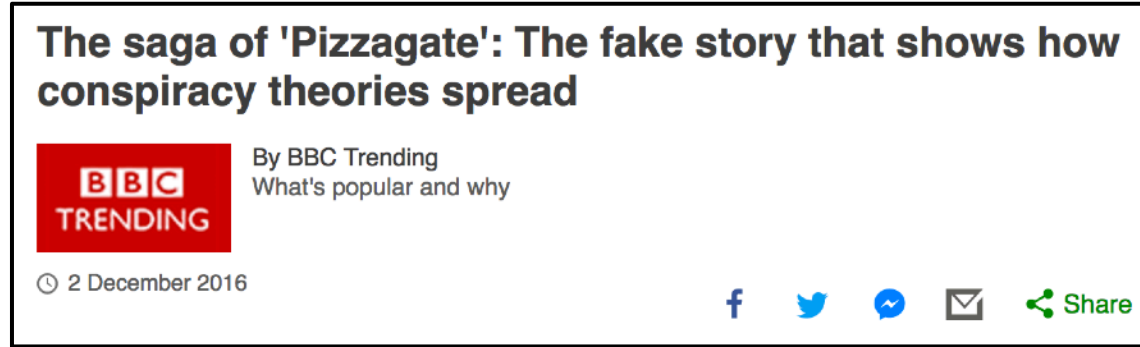 The saga of 'Pizzagate': The fake story that shows how
conspiracy theories spread
BBC
TRENDING
By BBC Trending
What's popular and why
2 December 2016
Share